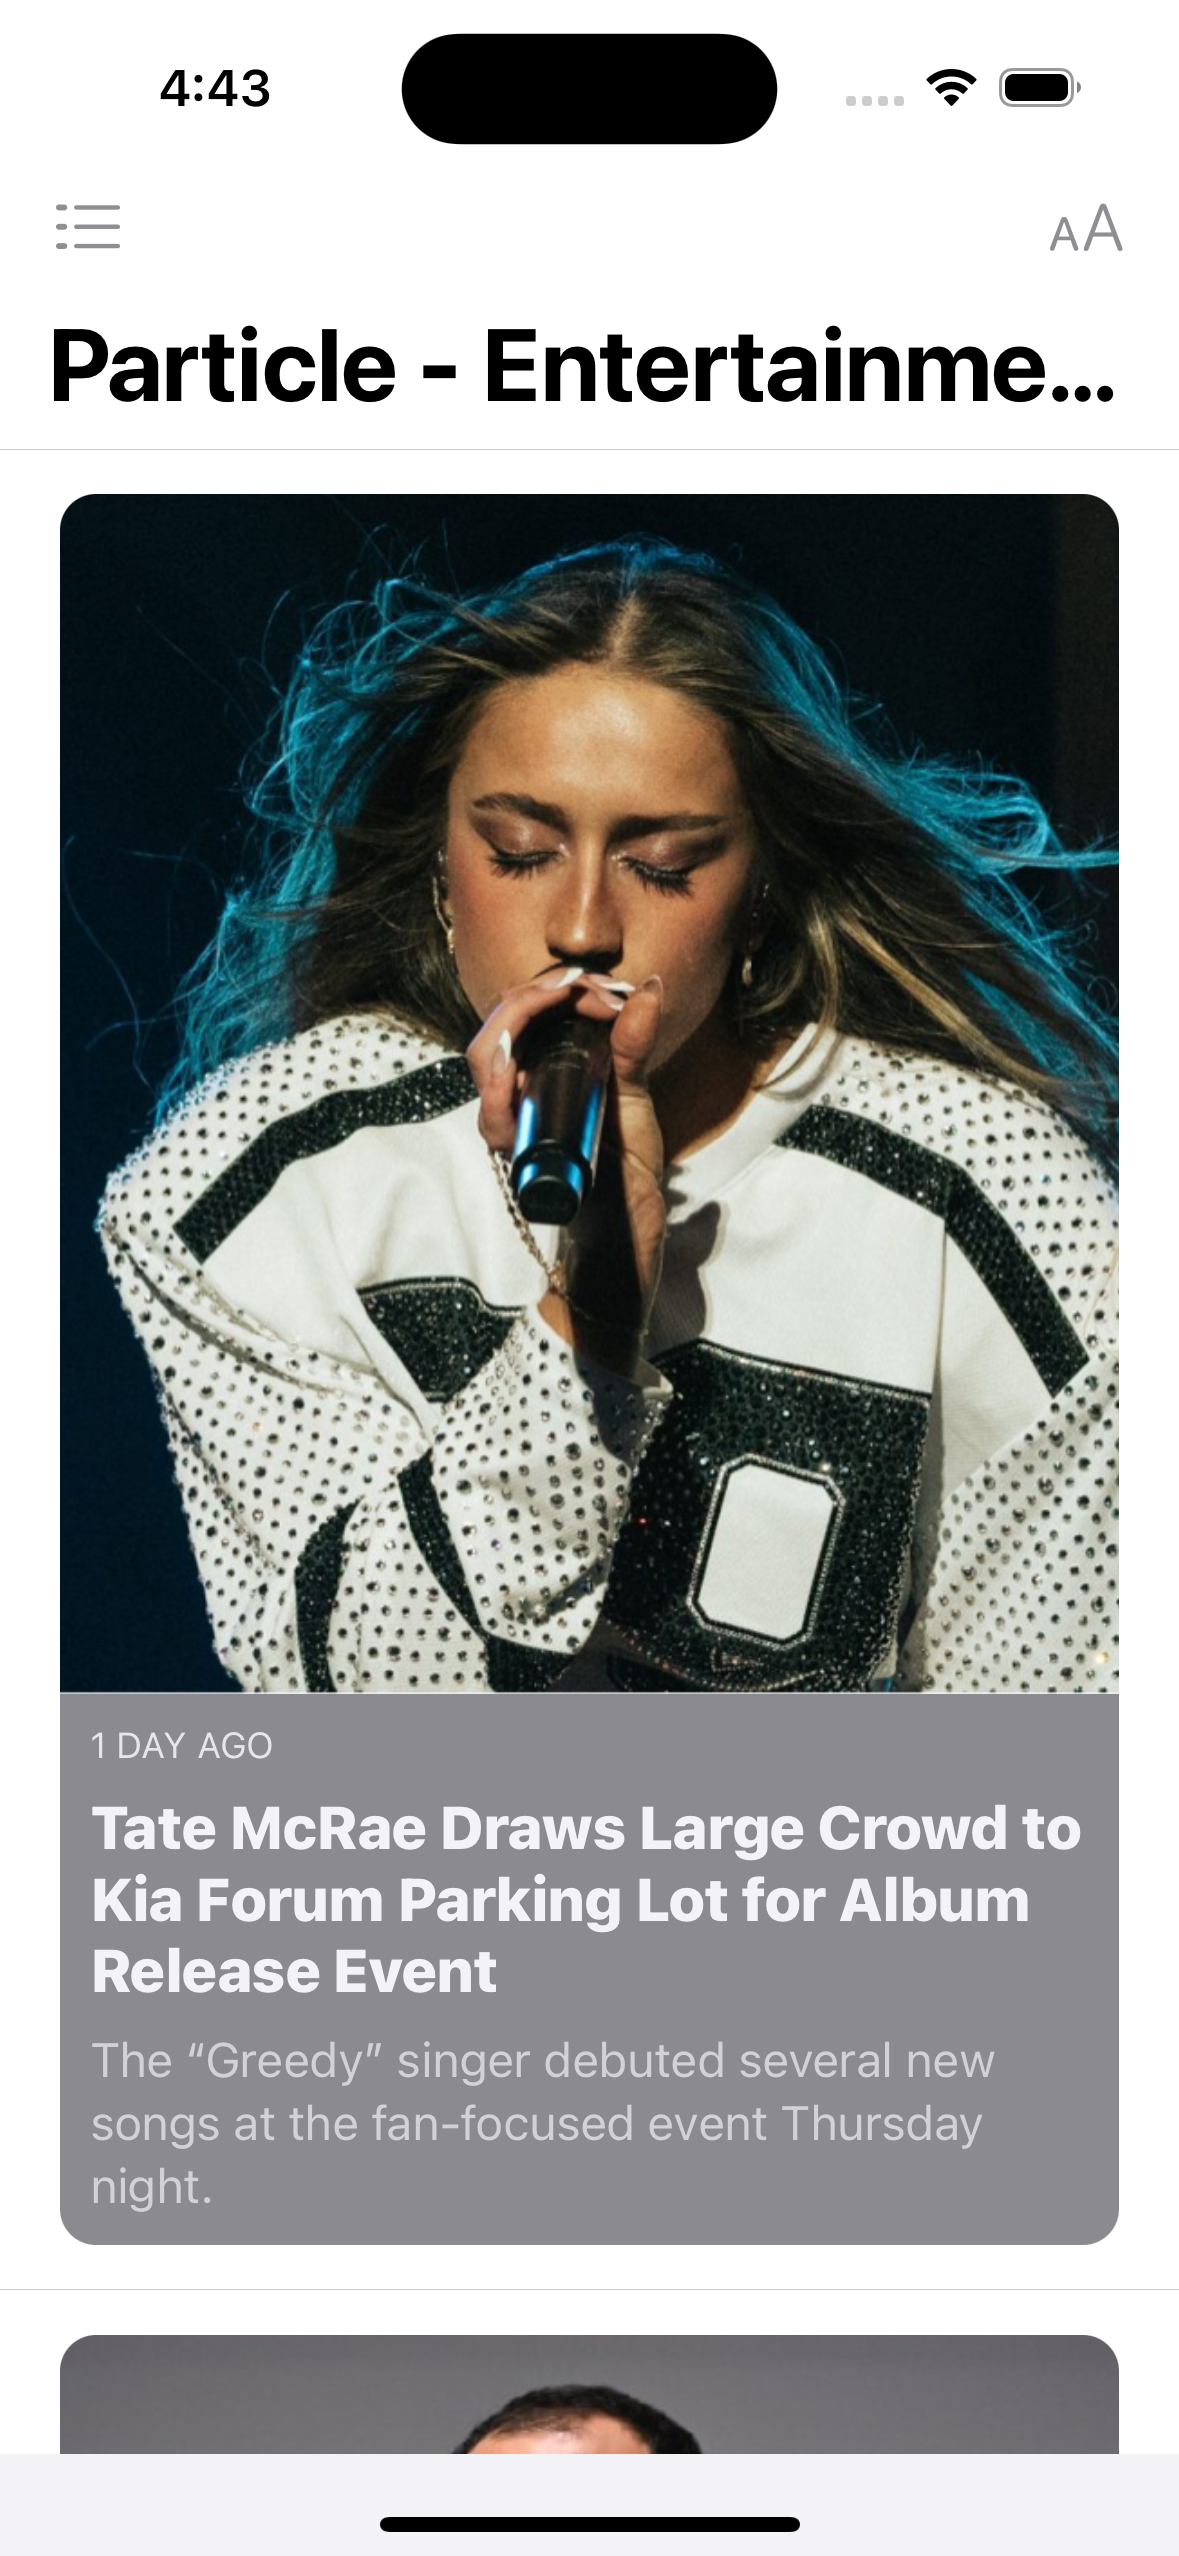 4:43
AA
Particle - Entertainme...
1 DAY AGO
Tate McRae Draws Large Crowd to
Kia Forum Parking Lot for Album
Release Event
The “Greedy” singer debuted several new
songs at the fan-focused event Thursday
night.